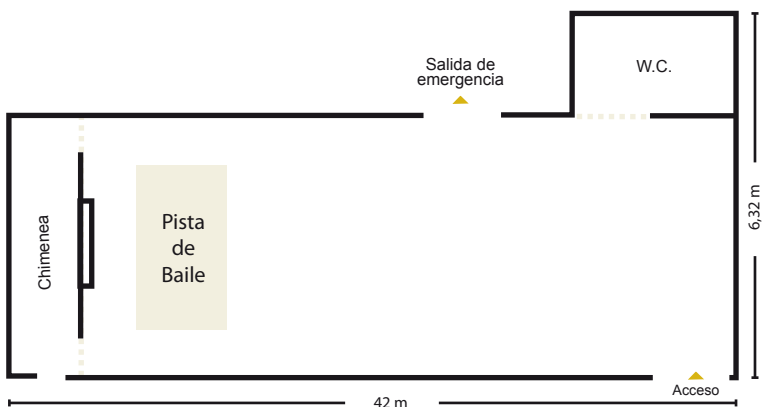 Salida de
emergencia
W.C.
Chimenea
Pista
de
Baile
6,32 m
Acceso
42 m